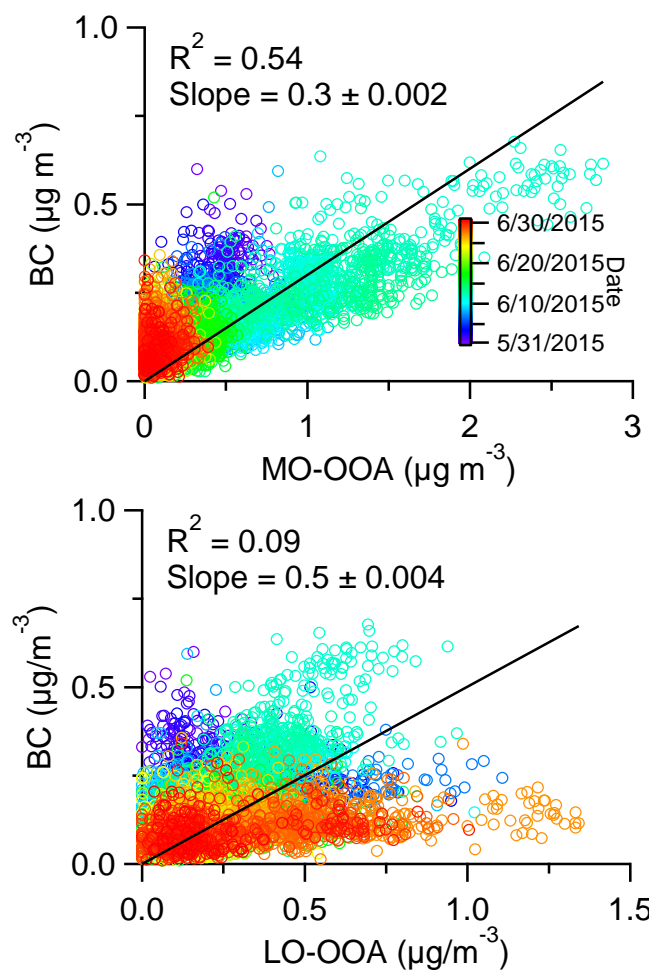 1.0
R² = 0.54
Slope = 0.3 ± 0.002
BC (µg m⁻³)
0.5
6/30/2015
6/20/2015
6/10/2015
5/31/2015
Date
0.0
0 1 2 3
MO-OOA (µg m⁻³)
1.0
R² = 0.09
Slope = 0.5 ± 0.004
BC (µg/m⁻³)
0.5
0.0
0.0 0.5 1.0 1.5
LO-OOA (µg/m⁻³)